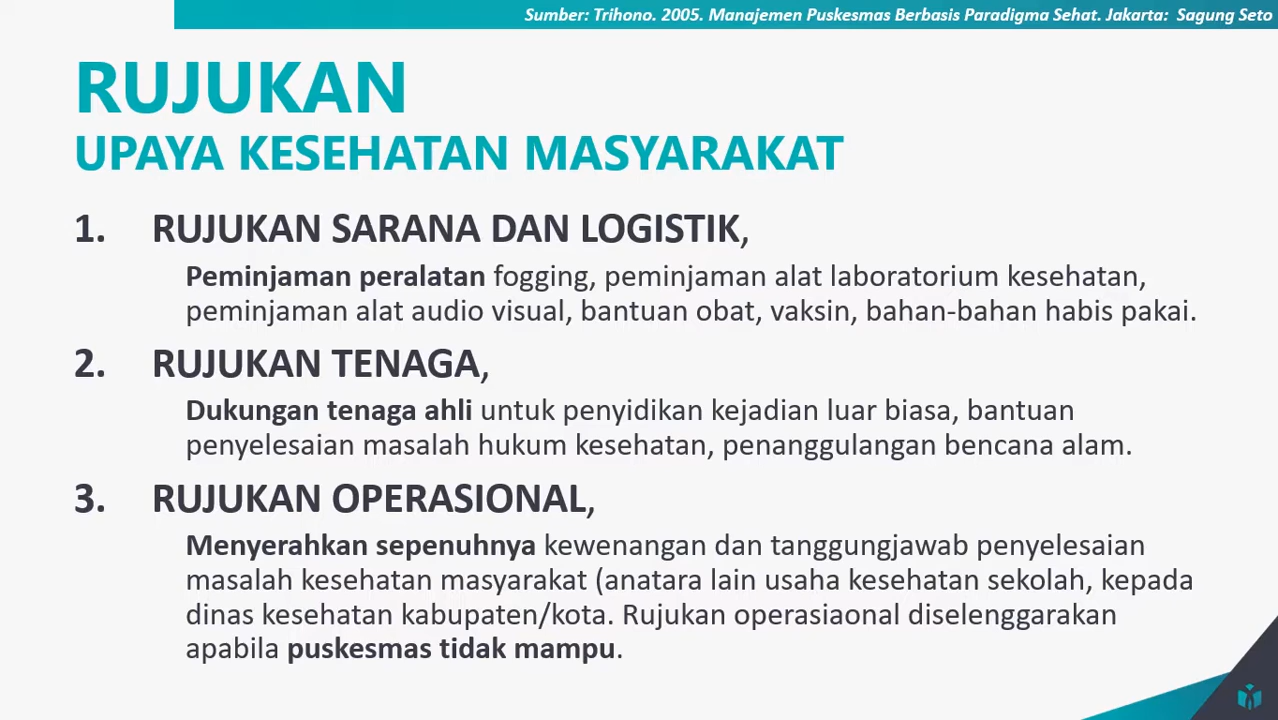 Sumber: Trihono. 2005. Manajemen Puskesmas Berbasis Paradigma Sehat. Jakarta: Sagung Seto
RUJUKAN
UPAYA KESEHATAN MASYARAKAT
1. RUJUKAN SARANA DAN LOGISTIK,
Peminjaman peralatan fogging, peminjaman alat laboratorium kesehatan,
peminjaman alat audio visual, bantuan obat, vaksin, bahan-bahan habis pakai.
2. RUJUKAN TENAGA,
Dukungan tenaga ahli untuk penyidikan kejadian luar biasa, bantuan
penyelesaian masalah hukum kesehatan, penanggulangan bencana alam.
3. RUJUKAN OPERASIONAL,
Menyerahkan sepenuhnya kewenangan dan tanggungjawab penyelesaian
masalah kesehatan masyarakat (anatara lain usaha kesehatan sekolah, kepada
dinas kesehatan kabupaten/kota. Rujukan operasiaonal diselenggarakan
apabila puskesmas tidak mampu.